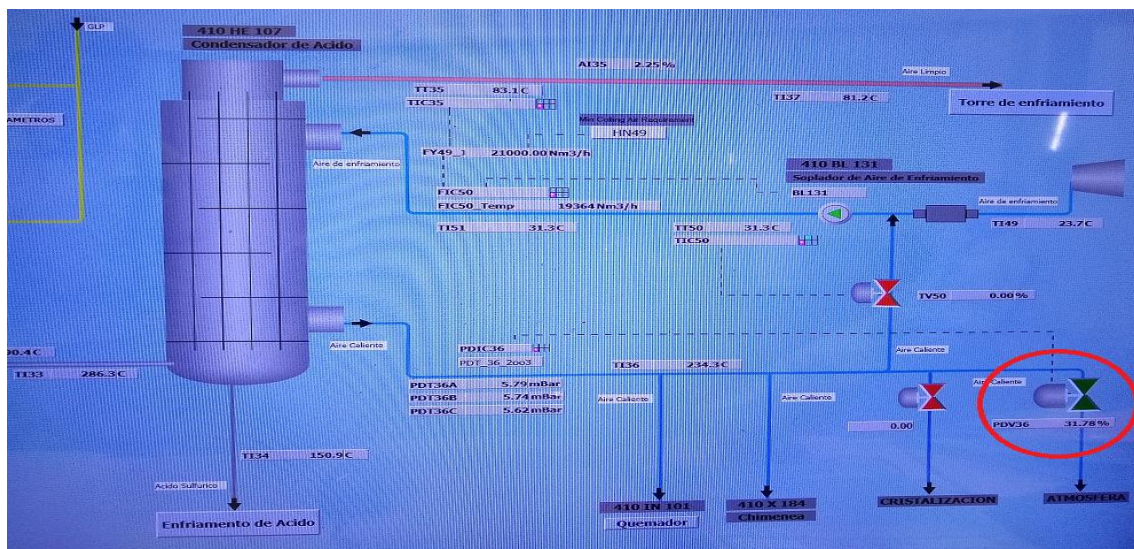 GLP
410 HE 107
Condensador de Acido
AI35 2.25 %
Aire Limpio
TT35 83.1 C
TI37 81.2 C
TIC35
Torre de enfriamiento
AMETROS
Min Colling Air Requirement
HN49
FY49_1 21000.00 Nm3/h
Aire de enfriamiento
410 BL 131
Soplador de Aire de Enfriamiento
FIC50
BL131
Aire de enfriamiento
FIC50_Temp 19364 Nm3/h
TI51 31.3 C
TT50 31.3 C
TI49 23.7 C
TIC50
TV50 0.00 %
Aire Caliente
PDIC36
Aire Caliente
90.4 C
PDT_36_2oo3
TI36 234.3 C
TI33 286.3 C
PDT36A 5.79 mBar
Aire Caliente
PDT36B 5.74 mBar
Aire Caliente
Aire Caliente
Aire Caliente
PDT36C 5.62 mBar
0.00
PDV36 31.78 %
TI34 150.9 C
Acido Sulfurico
410 IN 101
410 X 184
CRISTALIZACION
ATMOSFERA
Enfriamento de Acido
Quemador
Chimenea